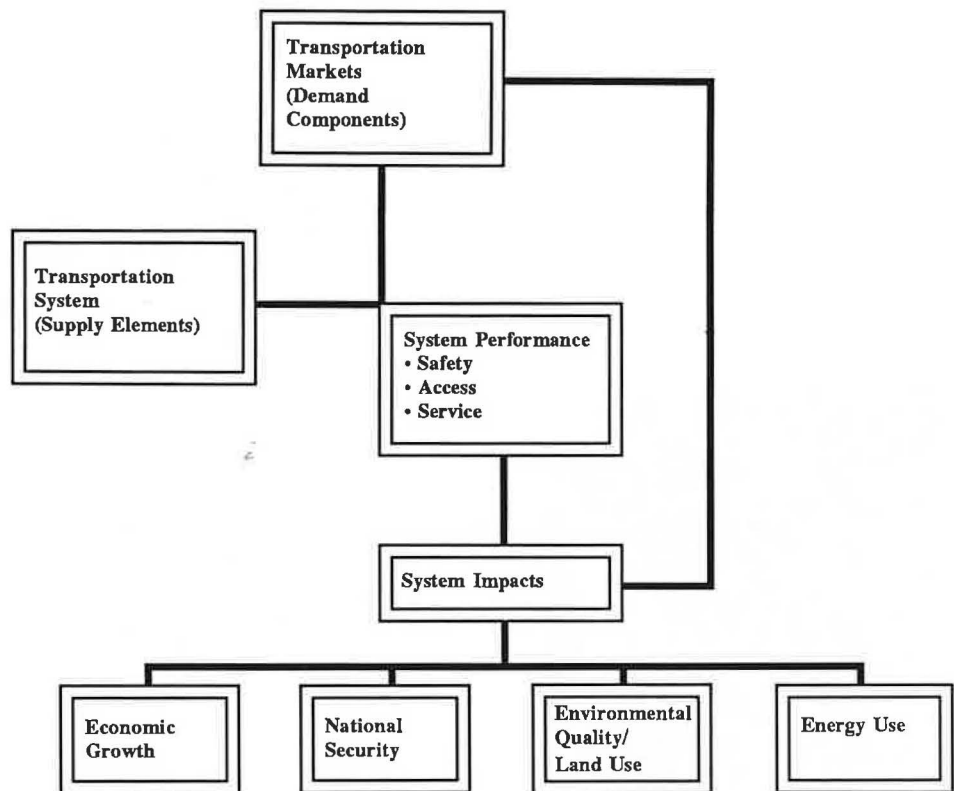 Transportation
Markets
(Demand
Components)
Transportation
System
(Supply Elements)
System Performance
• Safety
• Access
• Service
System Impacts
Economic
Growth
National
Security
Environmental
Quality/
Land Use
Energy Use